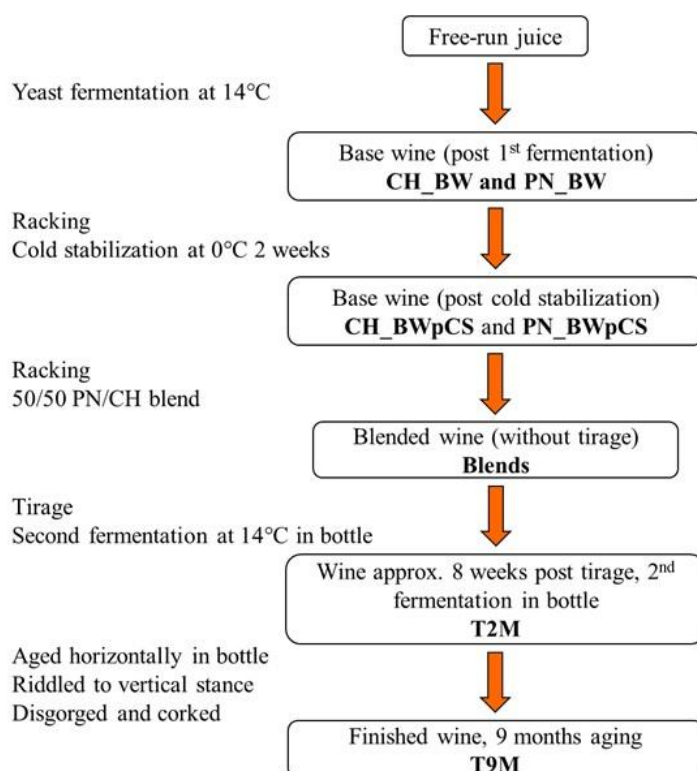 Free-run juice
Yeast fermentation at 14°C
Base wine (post 1st fermentation)
CH_BW and PN_BW
Racking
Cold stabilization at 0°C 2 weeks
Base wine (post cold stabilization)
CH_BWpCS and PN_BWpCS
Racking
50/50 PN/CH blend
Blended wine (without tirage)
Blends
Tirage
Second fermentation at 14°C in bottle
Wine approx. 8 weeks post tirage, 2nd
fermentation in bottle
T2M
Aged horizontally in bottle
Riddled to vertical stance
Disgorged and corked
Finished wine, 9 months aging
T9M